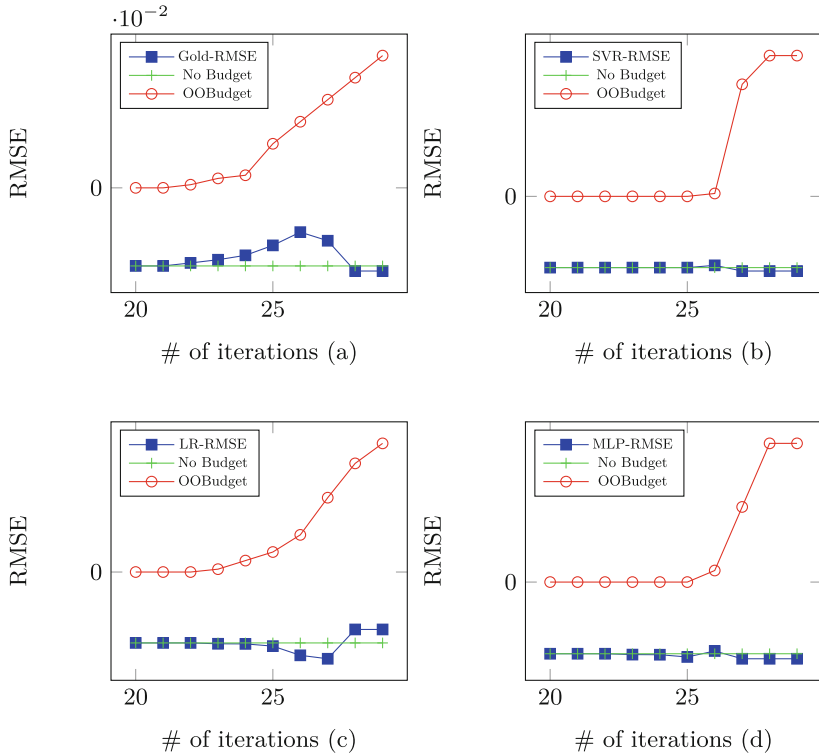 ·10⁻²
Gold-RMSE
No Budget
OOBudget
RMSE
0
20 25
# of iterations (a)
SVR-RMSE
No Budget
OOBudget
RMSE
0
20 25
# of iterations (b)
LR-RMSE
No Budget
OOBudget
RMSE
0
20 25
# of iterations (c)
MLP-RMSE
No Budget
OOBudget
RMSE
0
20 25
# of iterations (d)